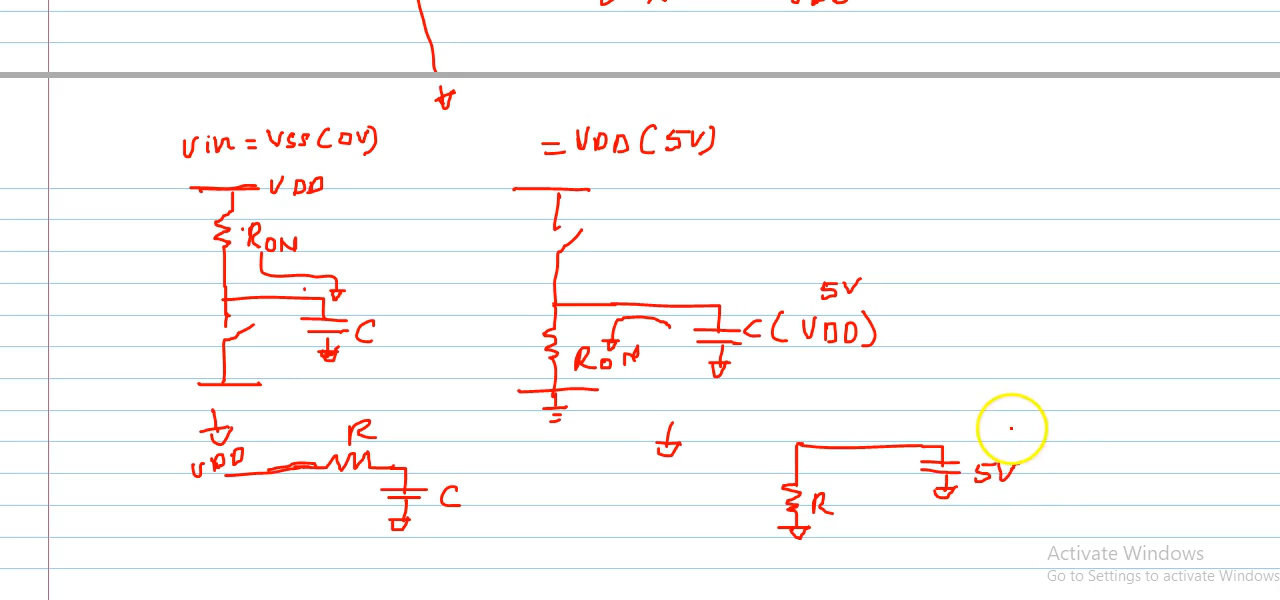 Vin = VSS (0V)
= VDD (5V)
VDD
RON
5V
C
C (VDD)
RON
R
VDD
C
5V
R
Activate Windows
Go to Settings to activate Windows